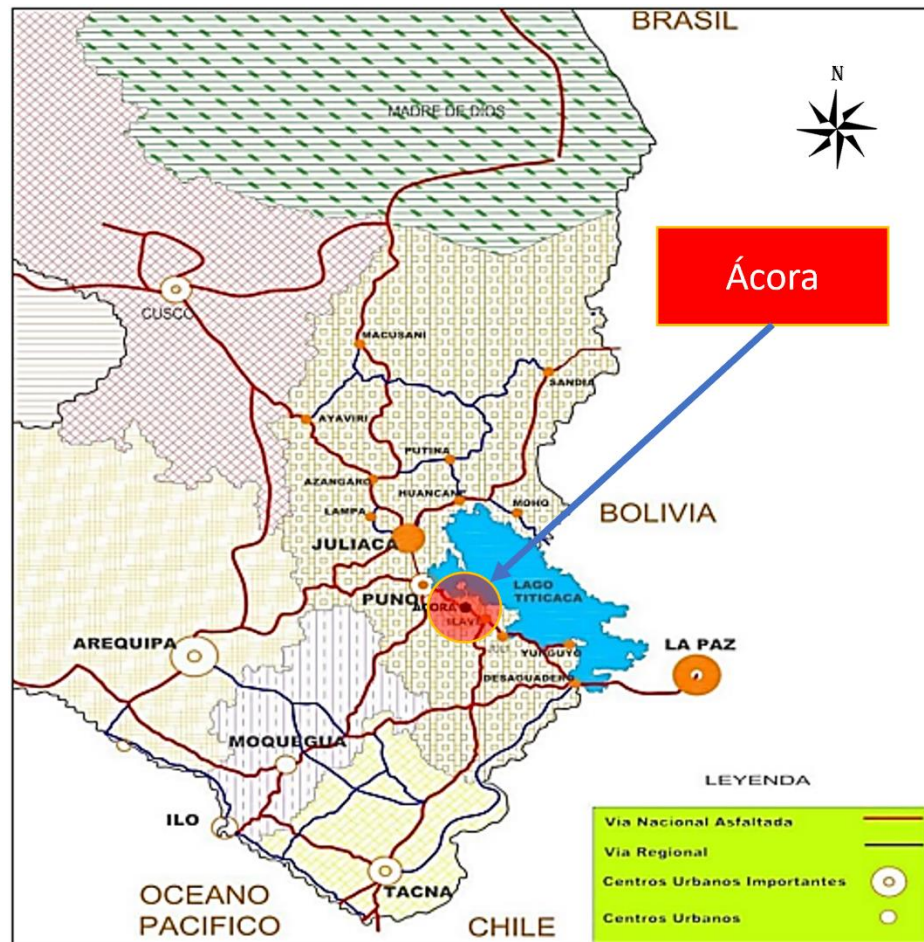 BRASIL
N
MADRE DE DIOS
Ácora
CUSCO
MACUSANI
SANDIA
AYAVIRI
PUTINA
AZANGARO
HUANCANE
LAMPA
MOHO
BOLIVIA
JULIACA
LAGO
TITICACA
PUNO
ACORA
ILAVE
JULI
YUNGUYO
AREQUIPA
LA PAZ
DESAGUADERO
MOQUEGUA
LEYENDA
ILO
Via Nacional Asfaltada
Via Regional
Centros Urbanos Importantes
Centros Urbanos
TACNA
OCEANO
PACIFICO
CHILE